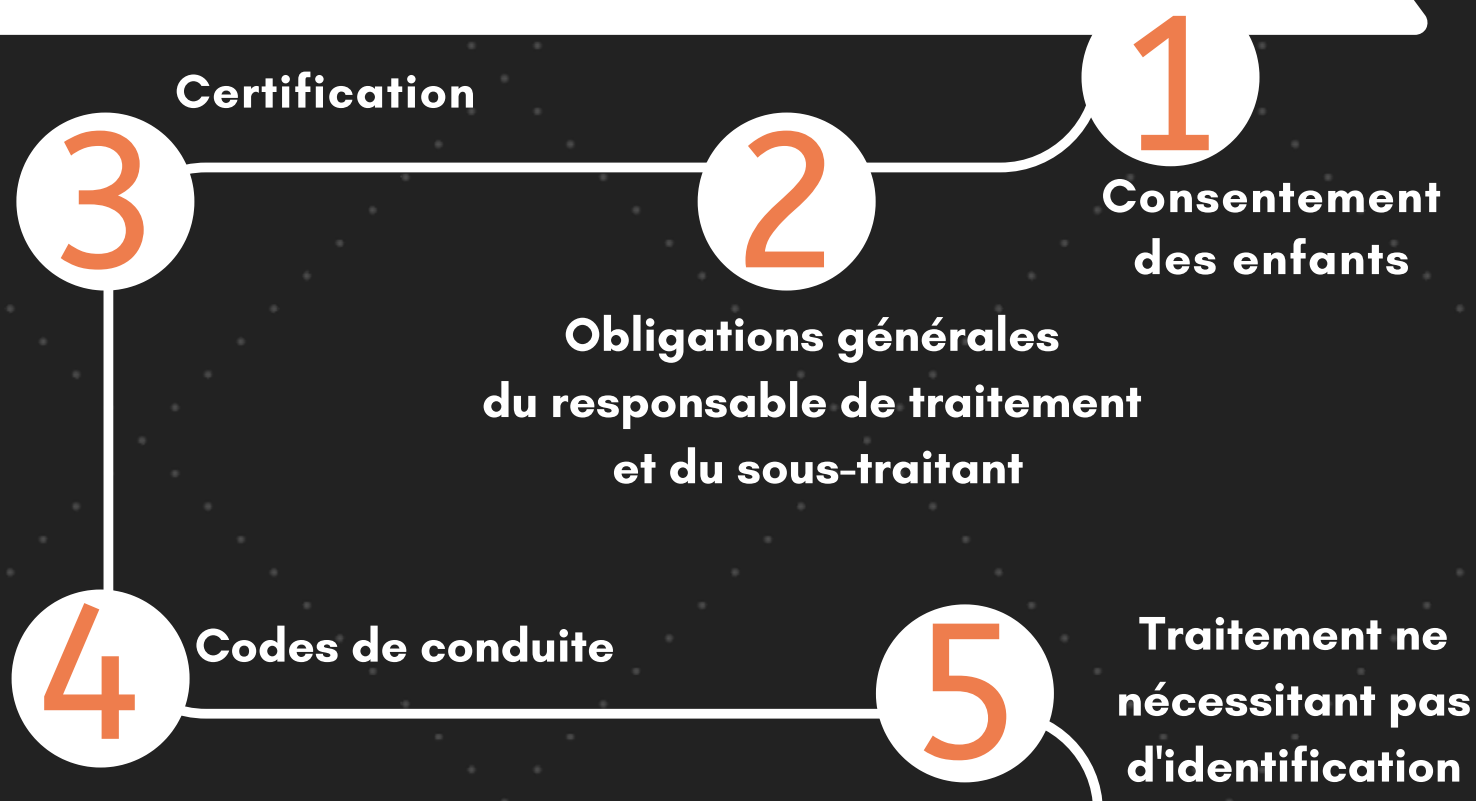 1
Consentement
des enfants
2
Obligations générales
du responsable de traitement
et du sous-traitant
3
Certification
4
Codes de conduite
5
Traitement ne
nécessitant pas
d'identification